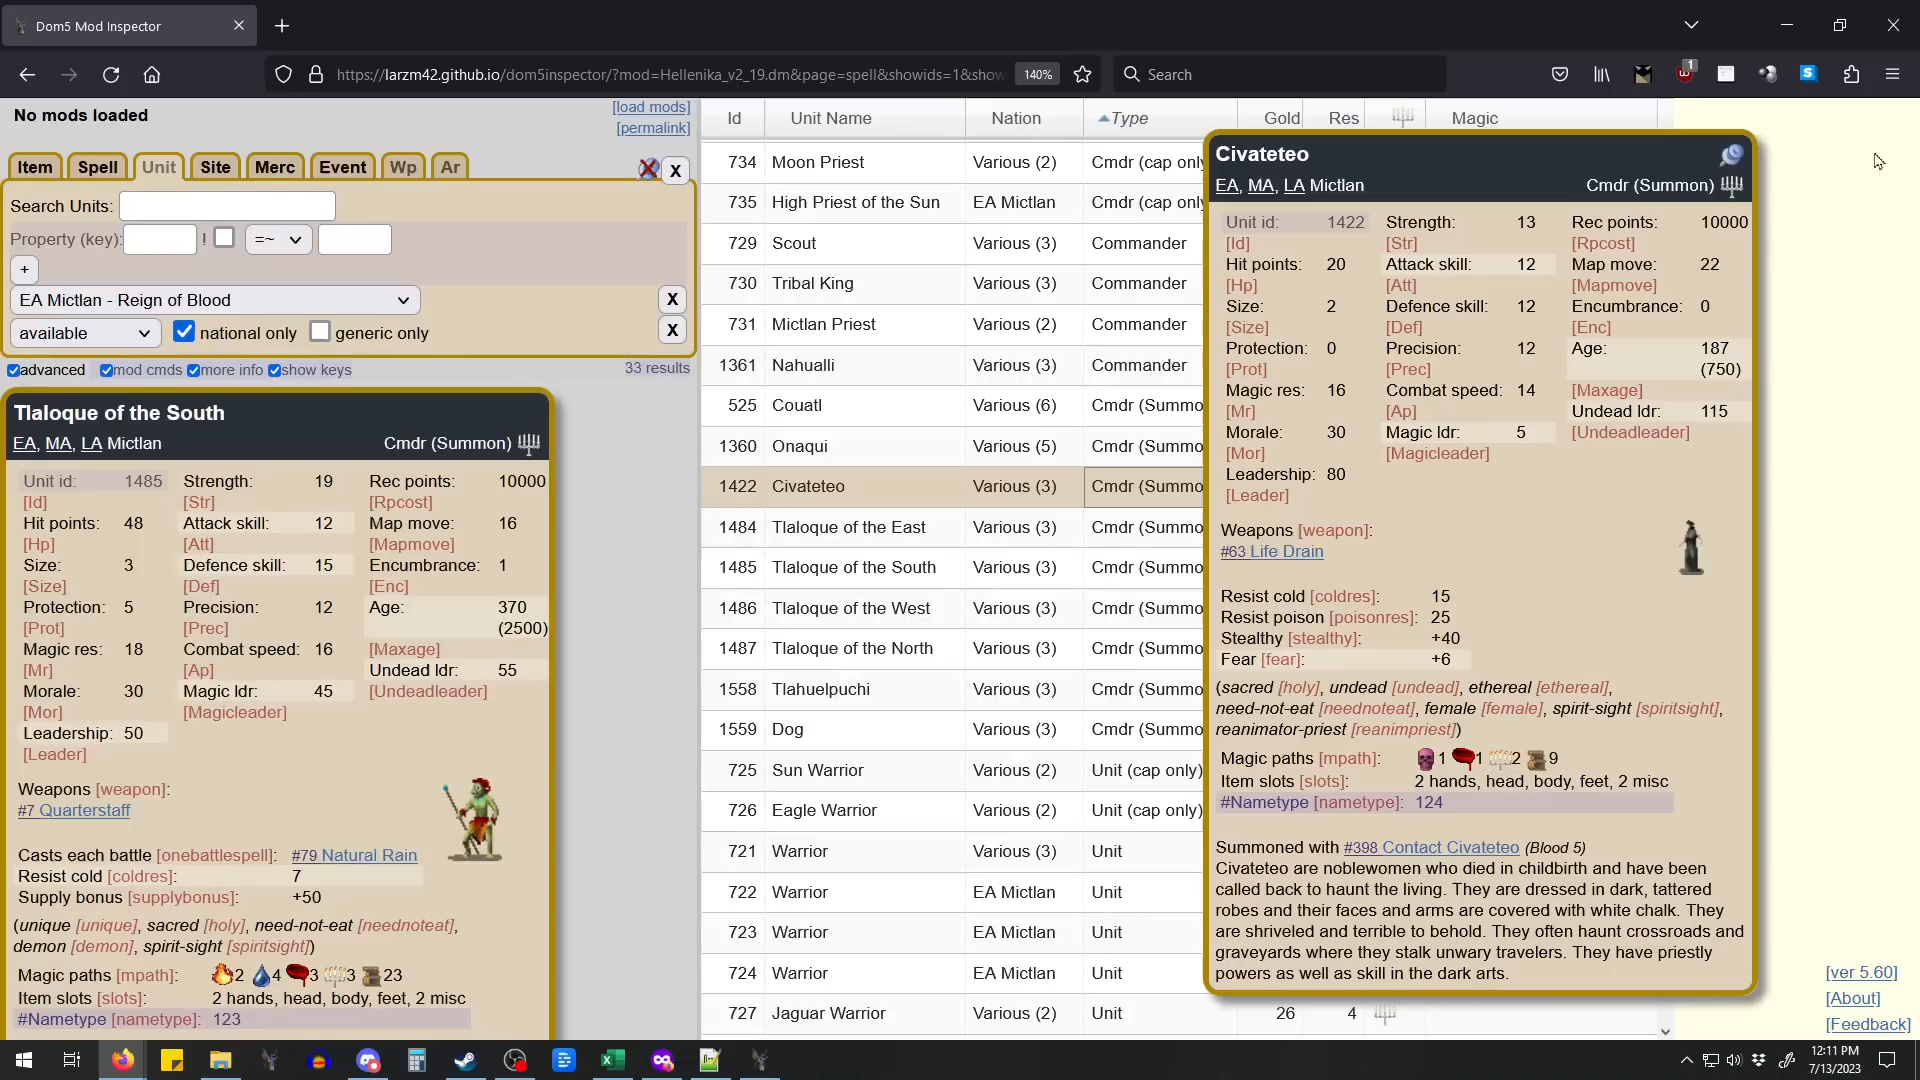 Dom5 Mod Inspector
https://larzm42.github.io/dom5inspector/?mod=Hellenika_v2_19.dm&page=spell&showids=1&show
140%
Search
1
No mods loaded
[load mods]
[permalink]
Item
Spell
Unit
Site
Merc
Event
Wp
Ar
X
Search Units:
Property (key):
!
=~
+
EA Mictlan - Reign of Blood
X
available
national only
generic only
X
advanced
mod cmds
more info
show keys
33 results
Tlaloque of the South
EA, MA, LA Mictlan
Cmdr (Summon)
Unit id: 1485 Strength: 19 Rec points: 10000
[Id] [Str] [Rpcost]
Hit points: 48 Attack skill: 12 Map move: 16
[Hp] [Att] [Mapmove]
Size: 3 Defence skill: 15 Encumbrance: 1
[Size] [Def] [Enc]
Protection: 5 Precision: 12 Age: 370
[Prot] [Prec] (2500)
Magic res: 18 Combat speed: 16 [Maxage]
[Mr] [Ap] Undead ldr: 55
Morale: 30 Magic ldr: 45 [Undeadleader]
[Mor] [Magicleader]
Leadership: 50
[Leader]
Weapons [weapon]:
#7 Quarterstaff
Casts each battle [onebattlespell]: #79 Natural Rain
Resist cold [coldres]: 7
Supply bonus [supplybonus]: +50
(unique [unique], sacred [holy], need-not-eat [neednoteat],
demon [demon], spirit-sight [spiritsight])
Magic paths [mpath]: 2 4 3 3 23
Item slots [slots]: 2 hands, head, body, feet, 2 misc
#Nametype [nametype]: 123
Id Unit Name Nation Type Gold Res Magic
734 Moon Priest Various (2) Cmdr (cap only
735 High Priest of the Sun EA Mictlan Cmdr (cap only
729 Scout Various (3) Commander
730 Tribal King Various (3) Commander
731 Mictlan Priest Various (2) Commander
1361 Nahualli Various (3) Commander
525 Couatl Various (6) Cmdr (Summo
1360 Onaqui Various (5) Cmdr (Summo
1422 Civateteo Various (3) Cmdr (Summo
1484 Tlaloque of the East Various (3) Cmdr (Summo
1485 Tlaloque of the South Various (3) Cmdr (Summo
1486 Tlaloque of the West Various (3) Cmdr (Summo
1487 Tlaloque of the North Various (3) Cmdr (Summo
1558 Tlahuelpuchi Various (3) Cmdr (Summo
1559 Dog Various (3) Cmdr (Summo
725 Sun Warrior Various (2) Unit (cap only)
726 Eagle Warrior Various (2) Unit (cap only)
721 Warrior Various (3) Unit
722 Warrior EA Mictlan Unit
723 Warrior EA Mictlan Unit
724 Warrior EA Mictlan Unit
727 Jaguar Warrior Various (2) Unit 26 4
Civateteo
EA, MA, LA Mictlan
Cmdr (Summon)
Unit id: 1422 Strength: 13 Rec points: 10000
[Id] [Str] [Rpcost]
Hit points: 20 Attack skill: 12 Map move: 22
[Hp] [Att] [Mapmove]
Size: 2 Defence skill: 12 Encumbrance: 0
[Size] [Def] [Enc]
Protection: 0 Precision: 12 Age: 187
[Prot] [Prec] (750)
Magic res: 16 Combat speed: 14 [Maxage]
[Mr] [Ap] Undead ldr: 115
Morale: 30 Magic ldr: 5 [Undeadleader]
[Mor] [Magicleader]
Leadership: 80
[Leader]
Weapons [weapon]:
#63 Life Drain
Resist cold [coldres]: 15
Resist poison [poisonres]: 25
Stealthy [stealthy]: +40
Fear [fear]: +6
(sacred [holy], undead [undead], ethereal [ethereal],
need-not-eat [neednoteat], female [female], spirit-sight [spiritsight],
reanimator-priest [reanimpriest])
Magic paths [mpath]: 1 1 2 9
Item slots [slots]: 2 hands, head, body, feet, 2 misc
#Nametype [nametype]: 124
Summoned with #398 Contact Civateteo (Blood 5)
Civateteo are noblewomen who died in childbirth and have been
called back to haunt the living. They are dressed in dark, tattered
robes and their faces and arms are covered with white chalk. They
are shriveled and terrible to behold. They often haunt crossroads and
graveyards where they stalk unwary travelers. They have priestly
powers as well as skill in the dark arts.
[ver 5.60]
[About]
[Feedback]
12:11 PM
7/13/2023